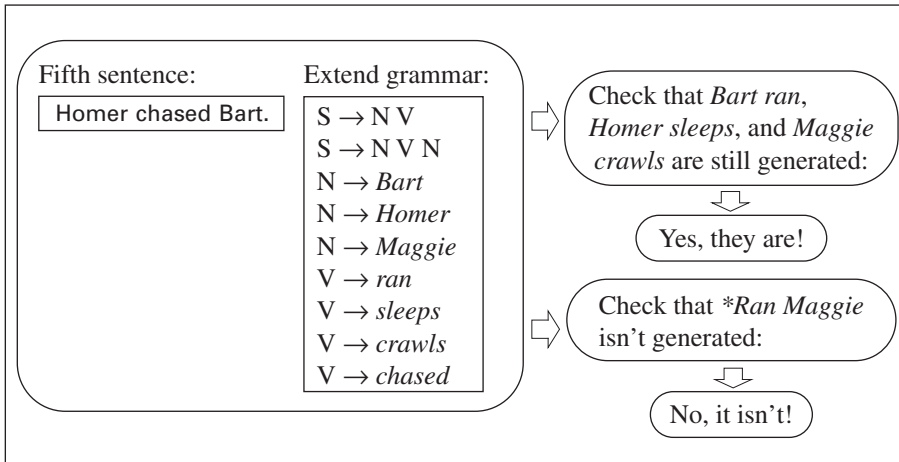 Fifth sentence:
Homer chased Bart.
Extend grammar:
S → N V
S → N V N
N → Bart
N → Homer
N → Maggie
V → ran
V → sleeps
V → crawls
V → chased
Check that Bart ran,
Homer sleeps, and Maggie
crawls are still generated:
Yes, they are!
Check that *Ran Maggie
isn’t generated:
No, it isn’t!